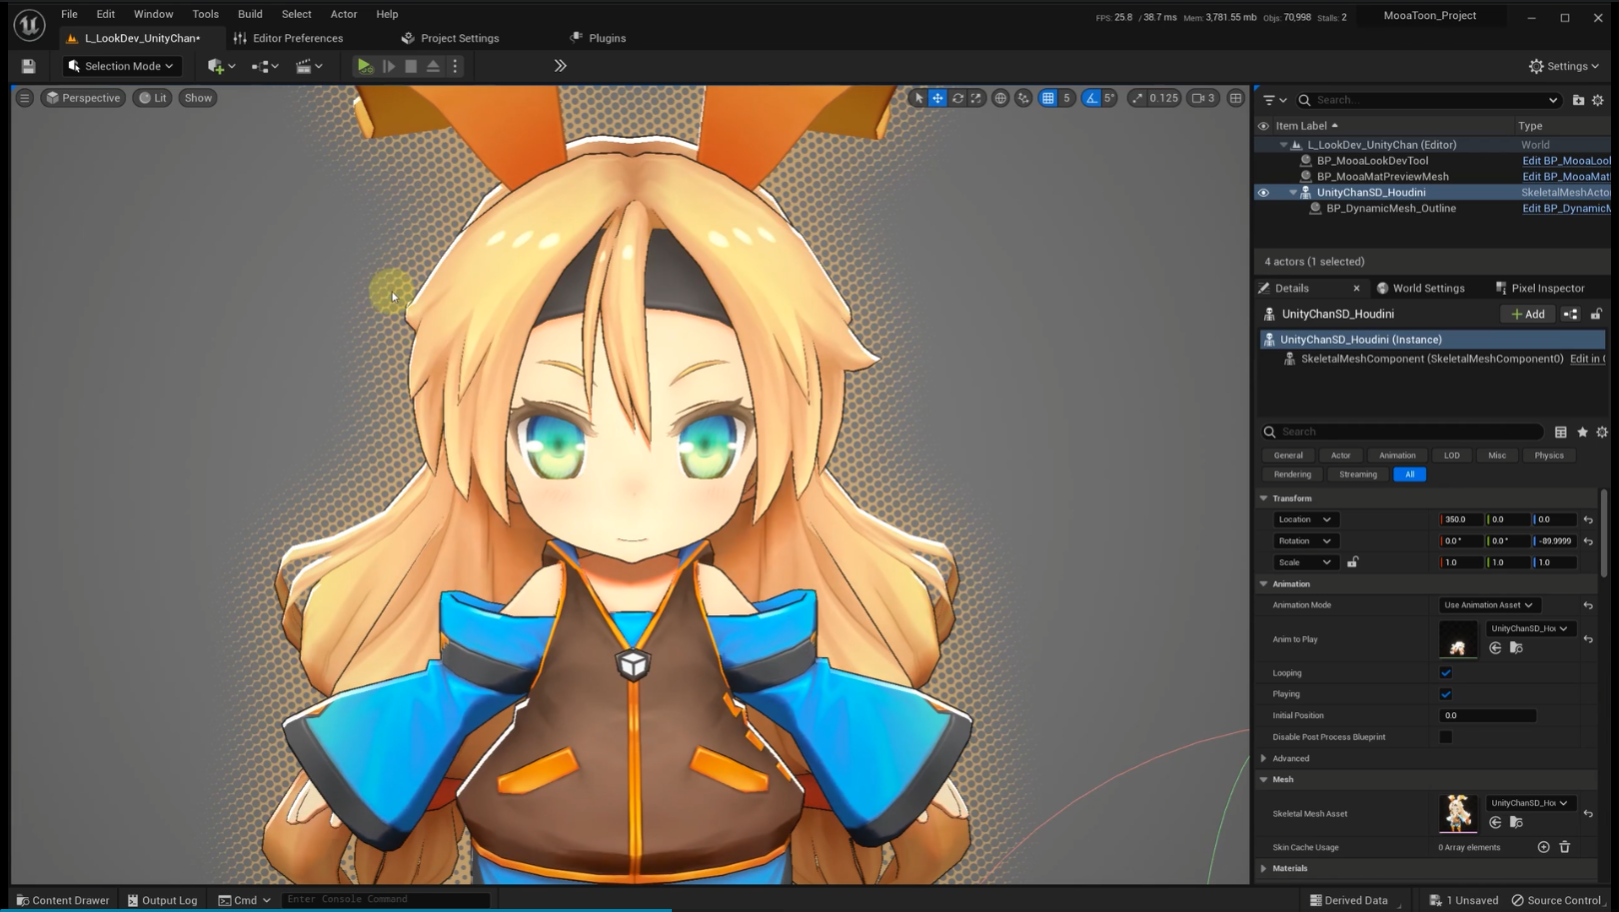 File Edit Window Tools Build Select Actor Help
FPS: 25.8 / 38.7 ms Mem: 3,781.55 mb Objs: 70,998 Stalls: 2
MooaToon_Project
L_LookDev_UnityChan*
Editor Preferences
Project Settings
Plugins
Selection Mode
Settings
Perspective
Lit
Show
5
5°
0.125
3
Search...
Item Label
Type
L_LookDev_UnityChan (Editor) World
BP_MooaLookDevTool Edit BP_MooaLoo
BP_MooaMatPreviewMesh Edit BP_MooaMat
UnityChanSD_Houdini SkeletalMeshActo
BP_DynamicMesh_Outline Edit BP_DynamicM
4 actors (1 selected)
Details
World Settings
Pixel Inspector
UnityChanSD_Houdini
Add
UnityChanSD_Houdini (Instance)
SkeletalMeshComponent (SkeletalMeshComponent0) Edit in
Search
General Actor Animation LOD Misc Physics
Rendering Streaming All
Transform
Location 350.0 0.0 0.0
Rotation 0.0° 0.0° -89.9999
Scale 1.0 1.0 1.0
Animation
Animation Mode Use Animation Asset
Anim to Play UnityChanSD_Hou
Looping
Playing
Initial Position 0.0
Disable Post Process Blueprint
Advanced
Mesh
Skeletal Mesh Asset UnityChanSD_Hou
Skin Cache Usage 0 Array elements
Materials
Content Drawer
Output Log
Cmd
Enter Console Command
Derived Data
1 Unsaved
Source Control